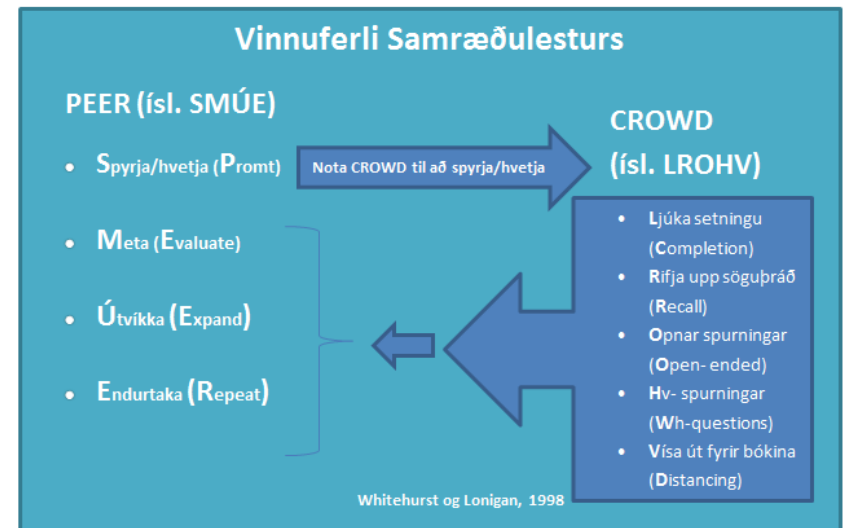 Vinnuferli Samræðulesturs
PEER (ísl. SMÚE)
• Spyrja/hvetja (Promt)
• Meta (Evaluate)
• Útvíkka (Expand)
• Endurtaka (Repeat)
Nota CROWD til að spyrja/hvetja
CROWD
(ísl. LROHV)
• Ljúka setningu
(Completion)
• Rifja upp söguþráð
(Recall)
• Opnar spurningar
(Open- ended)
• Hv- spurningar
(Wh-questions)
• Vísa út fyrir bókina
(Distancing)
Whitehurst og Lonigan, 1998